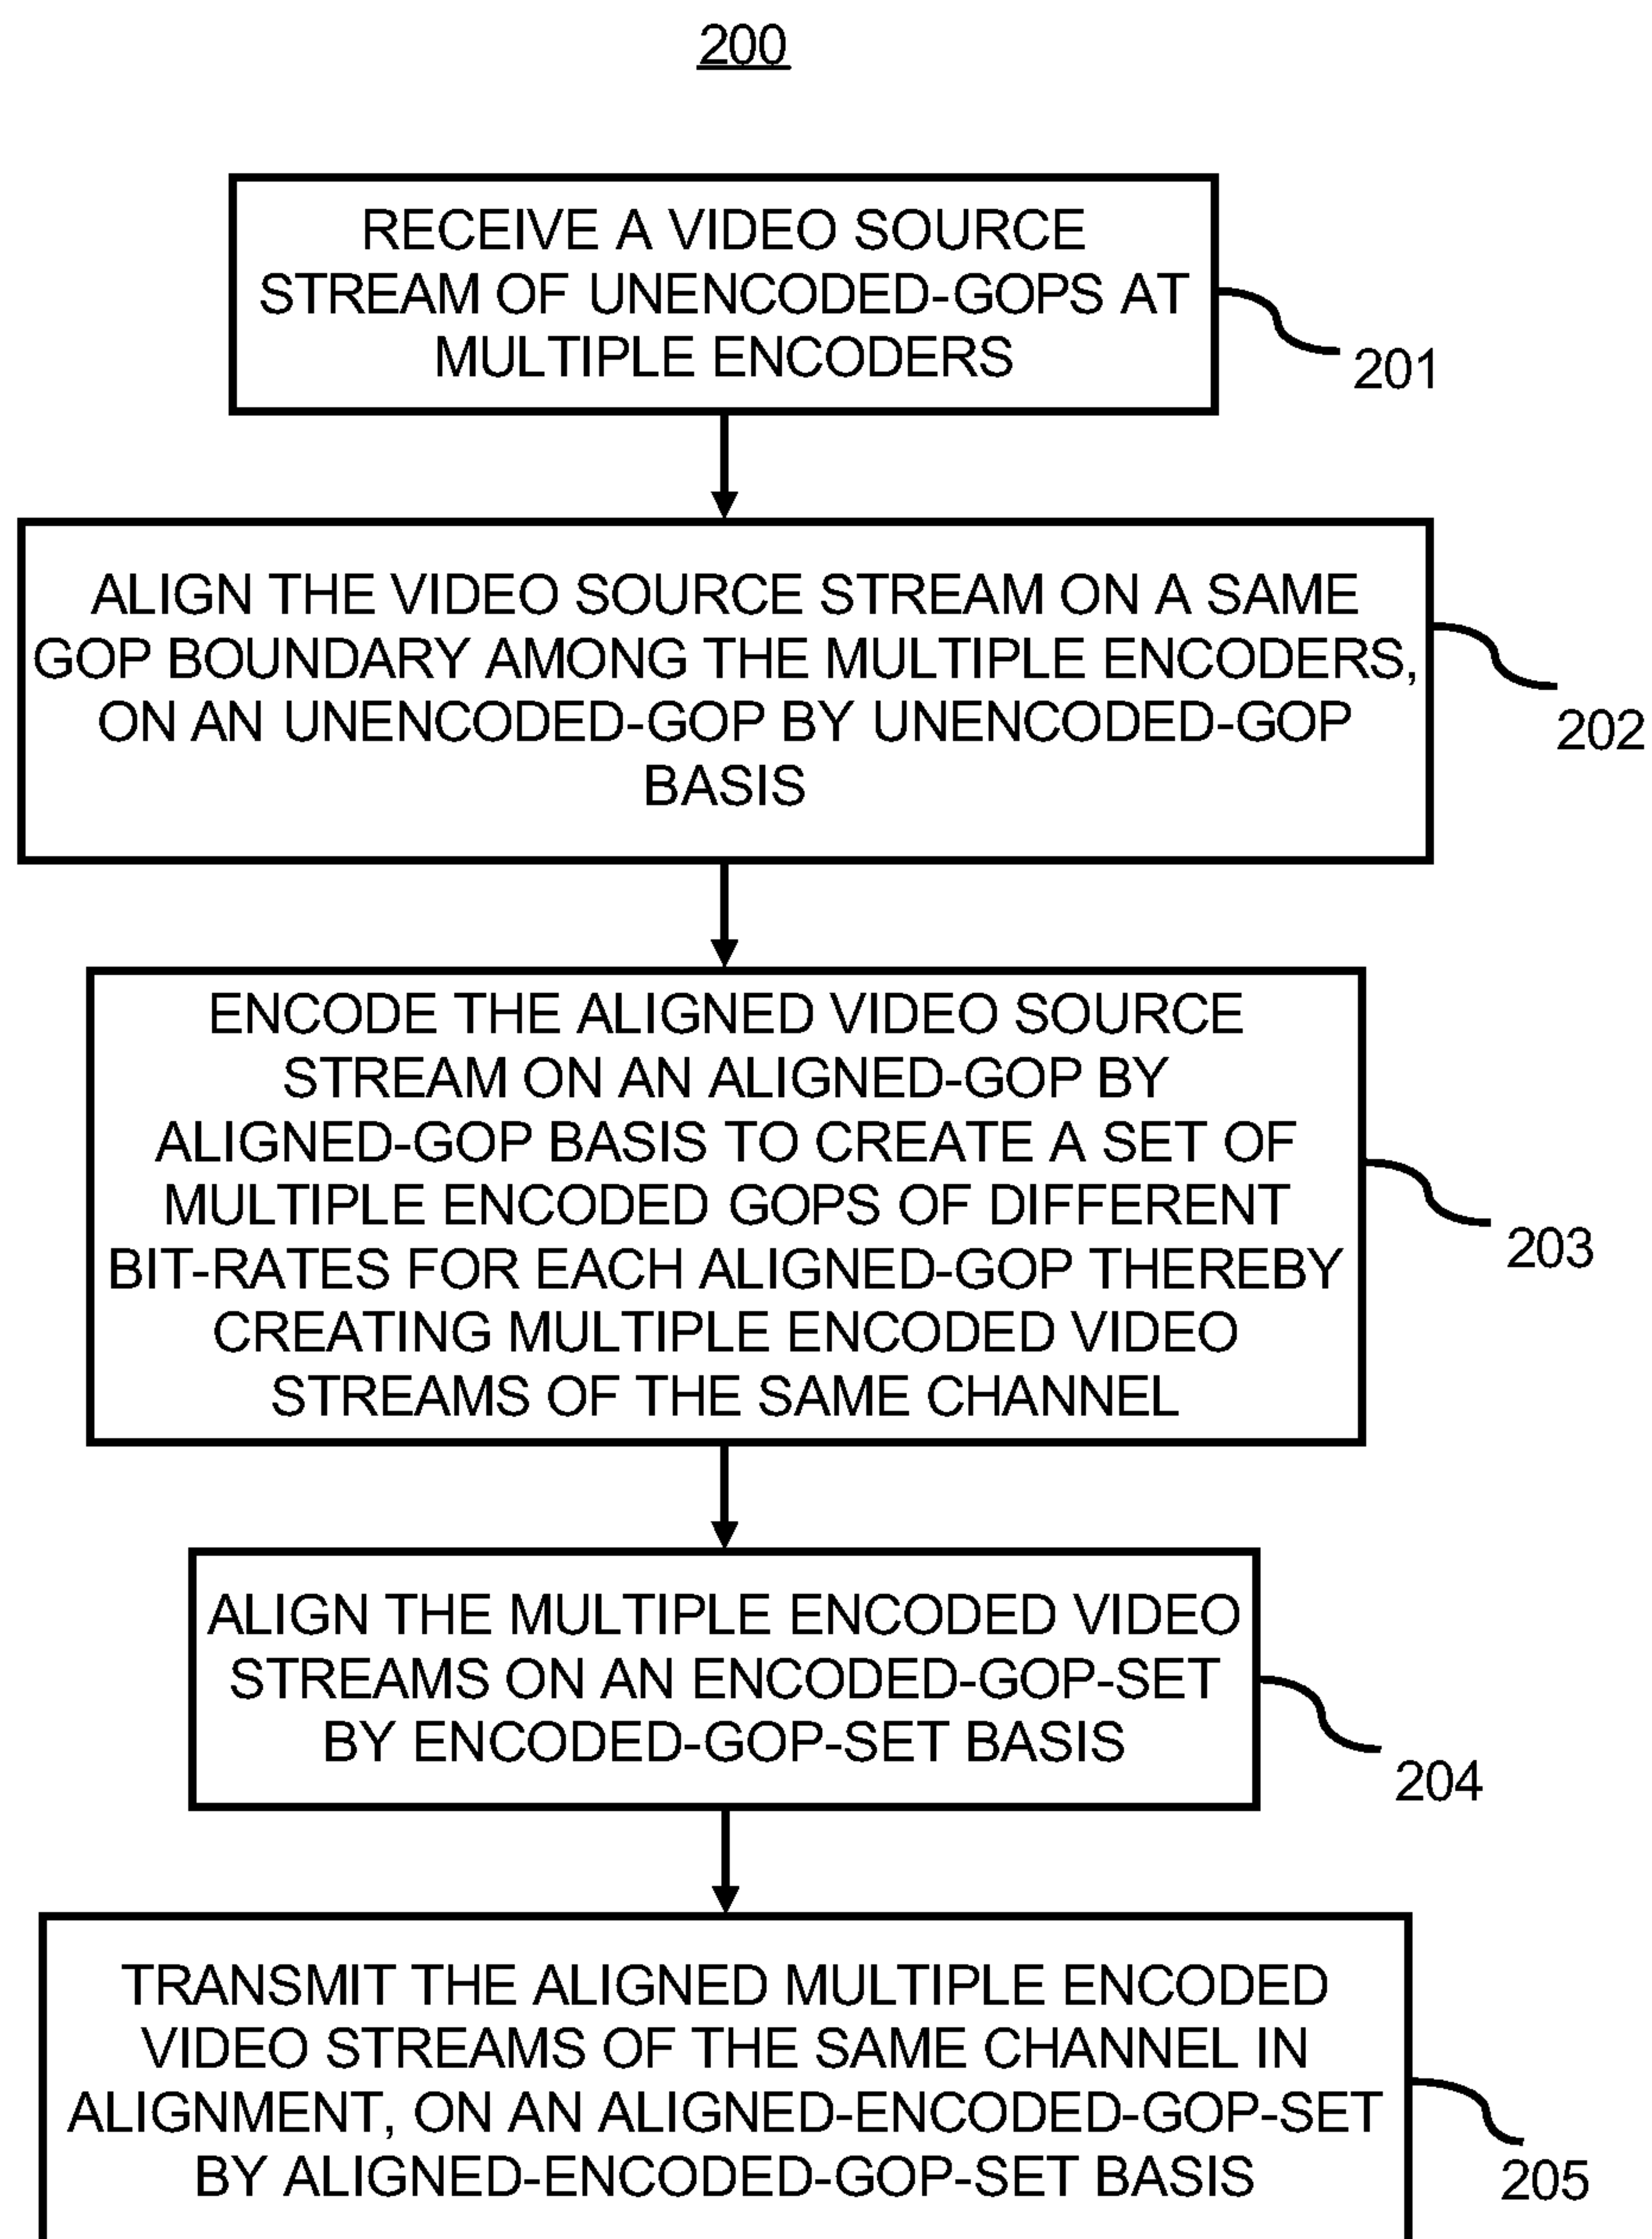 200
RECEIVE A VIDEO SOURCE
STREAM OF UNENCODED-GOPS AT
MULTIPLE ENCODERS
201
ALIGN THE VIDEO SOURCE STREAM ON A SAME
GOP BOUNDARY AMONG THE MULTIPLE ENCODERS,
ON AN UNENCODED-GOP BY UNENCODED-GOP
BASIS
202
ENCODE THE ALIGNED VIDEO SOURCE
STREAM ON AN ALIGNED-GOP BY
ALIGNED-GOP BASIS TO CREATE A SET OF
MULTIPLE ENCODED GOPS OF DIFFERENT
BIT-RATES FOR EACH ALIGNED-GOP THEREBY
CREATING MULTIPLE ENCODED VIDEO
STREAMS OF THE SAME CHANNEL
203
ALIGN THE MULTIPLE ENCODED VIDEO
STREAMS ON AN ENCODED-GOP-SET
BY ENCODED-GOP-SET BASIS
204
TRANSMIT THE ALIGNED MULTIPLE ENCODED
VIDEO STREAMS OF THE SAME CHANNEL IN
ALIGNMENT, ON AN ALIGNED-ENCODED-GOP-SET
BY ALIGNED-ENCODED-GOP-SET BASIS
205